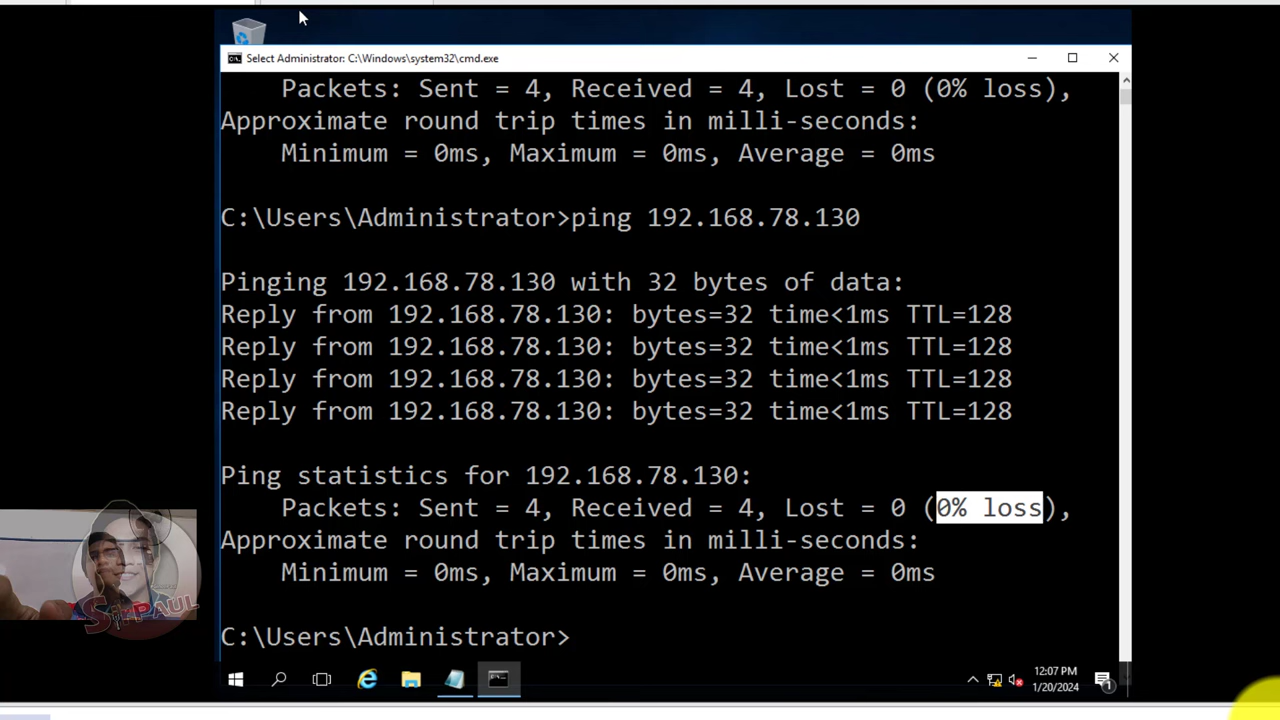 Select Administrator: C:\Windows\system32\cmd.exe
Packets: Sent = 4, Received = 4, Lost = 0 (0% loss),
Approximate round trip times in milli-seconds:
Minimum = 0ms, Maximum = 0ms, Average = 0ms
C:\Users\Administrator>ping 192.168.78.130
Pinging 192.168.78.130 with 32 bytes of data:
Reply from 192.168.78.130: bytes=32 time<1ms TTL=128
Reply from 192.168.78.130: bytes=32 time<1ms TTL=128
Reply from 192.168.78.130: bytes=32 time<1ms TTL=128
Reply from 192.168.78.130: bytes=32 time<1ms TTL=128
Ping statistics for 192.168.78.130:
Packets: Sent = 4, Received = 4, Lost = 0 (0% loss),
Approximate round trip times in milli-seconds:
Minimum = 0ms, Maximum = 0ms, Average = 0ms
SirPAUL
C:\Users\Administrator>
12:07 PM
1/20/2024
1